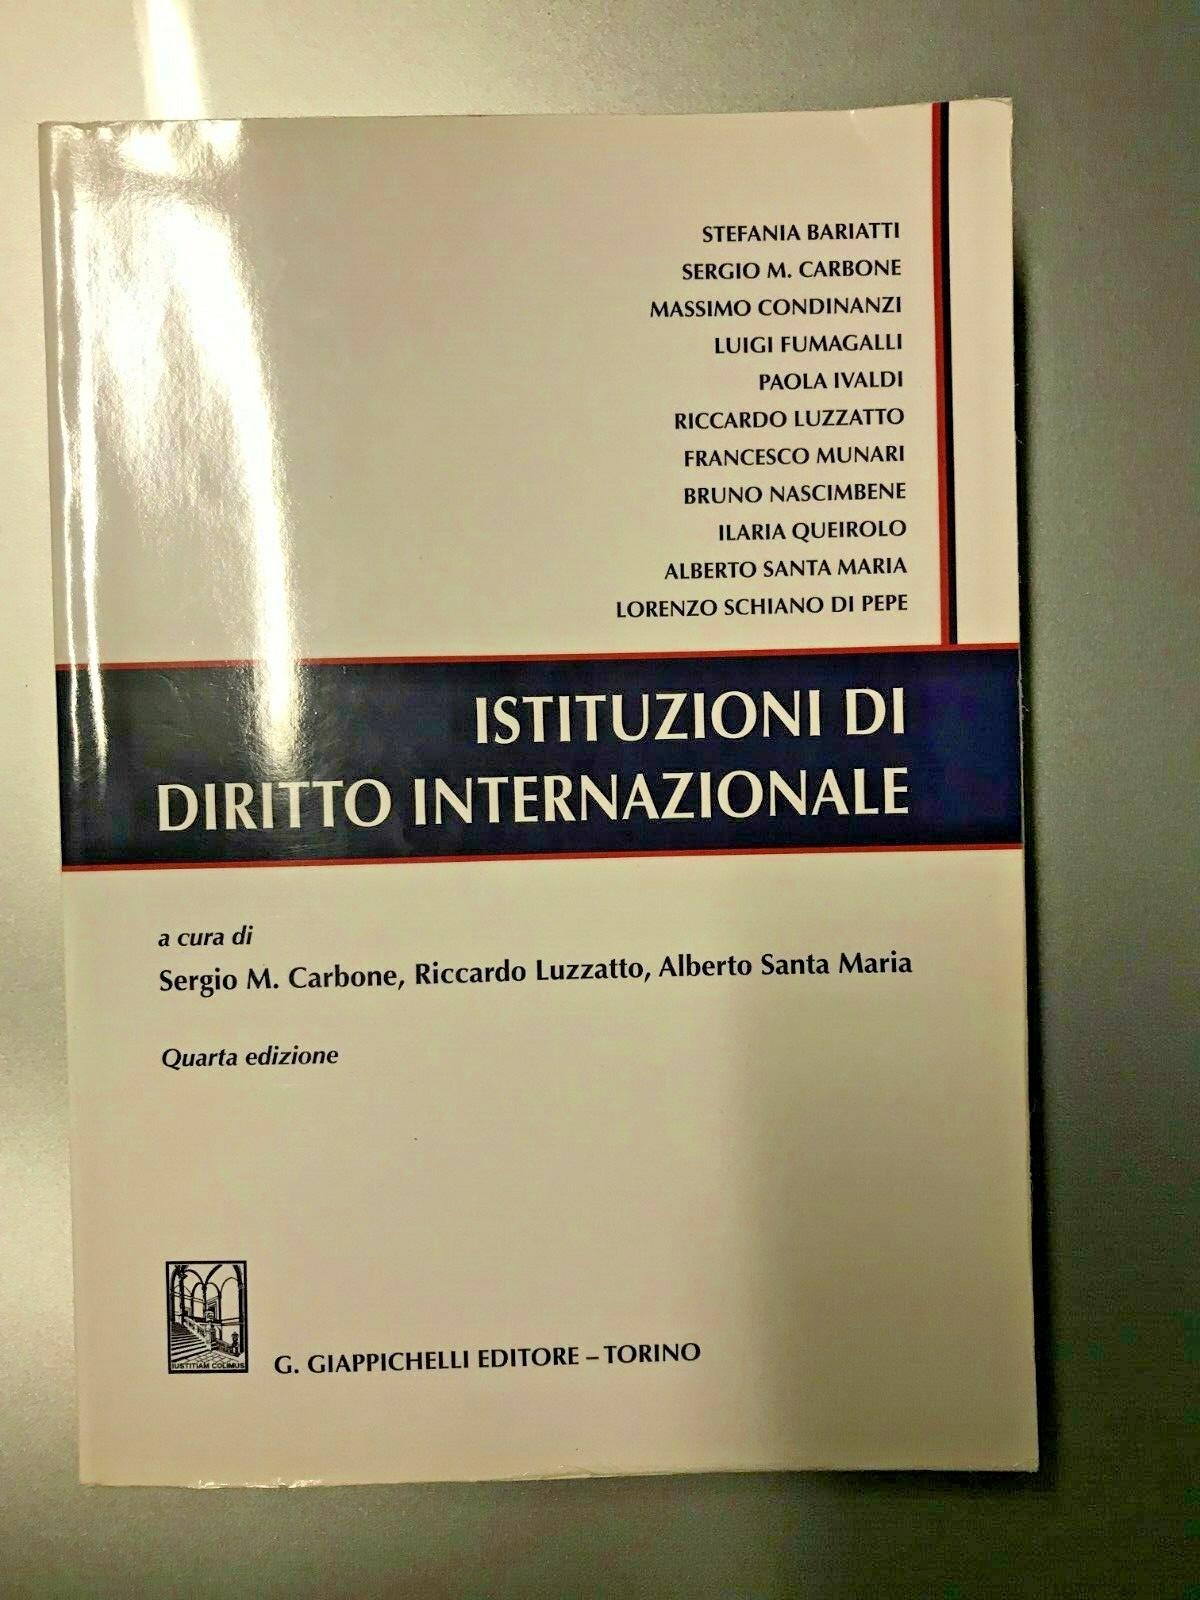 STEFANIA BARIATTI
SERGIO M. CARBONE
MASSIMO CONDINANZI
LUIGI FUMAGALLI
PAOLA IVALDI
RICCARDO LUZZATTO
FRANCESCO MUNARI
BRUNO NASCIMBENE
ILARIA QUEIROLO
ALBERTO SANTA MARIA
LORENZO SCHIANO DI PEPE
ISTITUZIONI DI
DIRITTO INTERNAZIONALE
a cura di
Sergio M. Carbone, Riccardo Luzzatto, Alberto Santa Maria
Quarta edizione
IUSTITIAM COLIMUS
G. GIAPPICHELLI EDITORE – TORINO